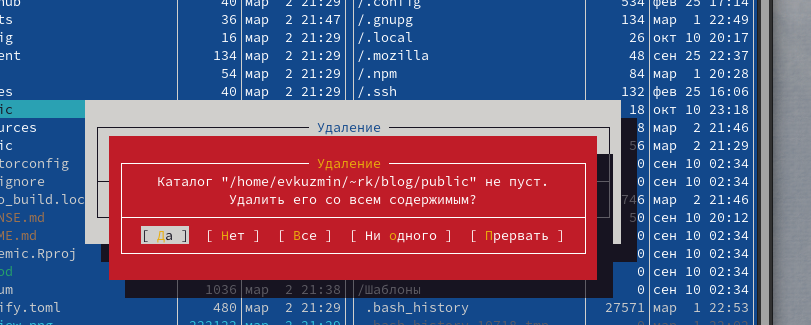 40 мар 2 21:29 /.config 534 фев 25 17:14
ts 36 мар 2 21:47 /.gnupg 134 мар 1 22:49
ig 16 мар 2 21:29 /.local 26 окт 10 20:17
ent 134 мар 2 21:29 /.mozilla 48 сен 25 22:37
54 мар 2 21:29 /.npm 84 мар 1 20:28
es 40 мар 2 21:29 /.ssh 132 фев 25 16:06
ic 18 окт 10 23:18
urces Удаление 8 мар 2 21:46
ic 56 мар 2 21:29
torconfig Удаление 0 сен 10 02:34
ignore Каталог "/home/evkuzmin/~rk/blog/public" не пуст. 0 сен 10 02:34
o_build.loc Удалить его со всем содержимым? 746 мар 2 21:46
NSE.md 50 сен 10 20:12
ME.md [ Да ] [ Нет ] [ Все ] [ Ни одного ] [ Прервать ] 0 сен 10 02:34
emic.Rproj 0 сен 10 02:34
od 0 сен 10 02:34
um 1036 мар 2 21:38 /Шаблоны 0 сен 10 02:34
ify.toml 480 мар 2 21:29 .bash_history 27571 мар 1 22:53